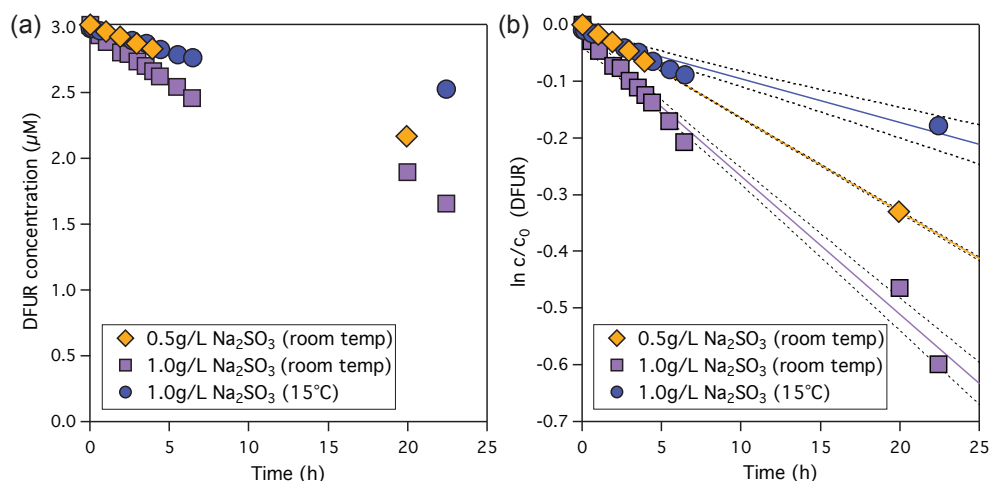 (a)
3.0
2.5
2.0
1.5
1.0
0.5
0.0
DFUR concentration (µM)
0.5g/L Na₂SO₃ (room temp)
1.0g/L Na₂SO₃ (room temp)
1.0g/L Na₂SO₃ (15°C)
0 5 10 15 20 25
Time (h)
(b)
0.0
-0.1
-0.2
-0.3
-0.4
-0.5
-0.6
-0.7
ln c/c₀ (DFUR)
0.5g/L Na₂SO₃ (room temp)
1.0g/L Na₂SO₃ (room temp)
1.0g/L Na₂SO₃ (15°C)
0 5 10 15 20 25
Time (h)